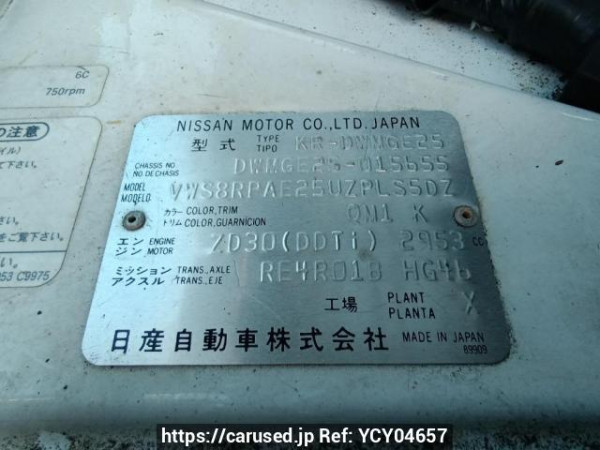 6C
750rpm
の注意
イル)
NISSAN MOTOR CO.,LTD.JAPAN
型式 TYPE TIPO KR-DWMGE25
CHASSIS NO. NO.DE CHASIS DWMGE25-015655
MODEL MODELO VWS8RPAE25UZPLS5DZ
カラー COLOR,TRIM トリム COLOR,GUARNICION QM1 K
エンジン ENGINE MOTOR ZD30(DDTi) 2953 cc
ミッション アクスル TRANS.,AXLE TRANS.,EJE RE4R01B HG46
工場 PLANT PLANTA X
日産自動車株式会社 MADE IN JAPAN
89909
053 C9975
https://carused.jp Ref: YCY04657